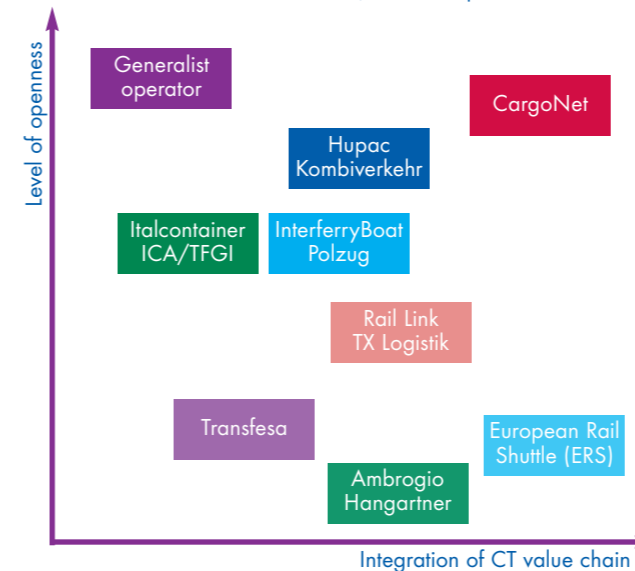 Level of openness
Generalist
operator
CargoNet
Hupac
Kombiverkehr
Italcontainer
ICA/TFGI
InterferryBoat
Polzug
Rail Link
TX Logistik
Transfesa
European Rail
Shuttle (ERS)
Ambrogio
Hangartner
Integration of CT value chain